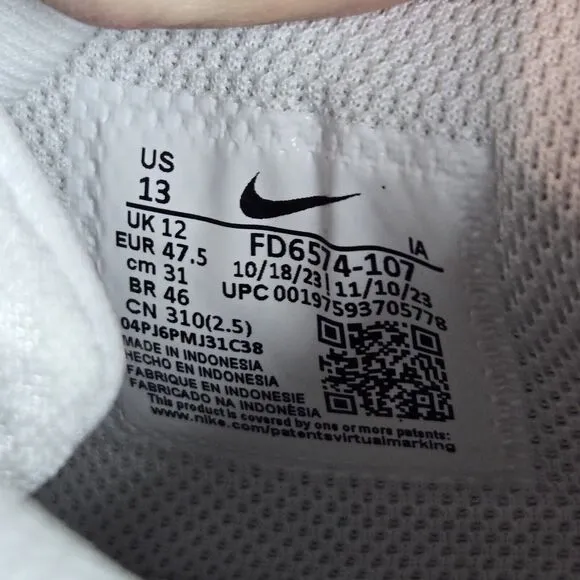 US
13
UK 12
EUR 47.5
cm 31
BR 46
CN 310(2.5)
04PJ6PMJ31C38
IA
FD6574-107
10/18/23|11/10/23
UPC 00197593705778
MADE IN INDONESIA
HECHO EN INDONESIA
FABRIQUE EN INDONESIE
FABRICADO NA INDONÉSIA
This product is covered by one or more patents:
www.nike.com/patentsvirtualmarking